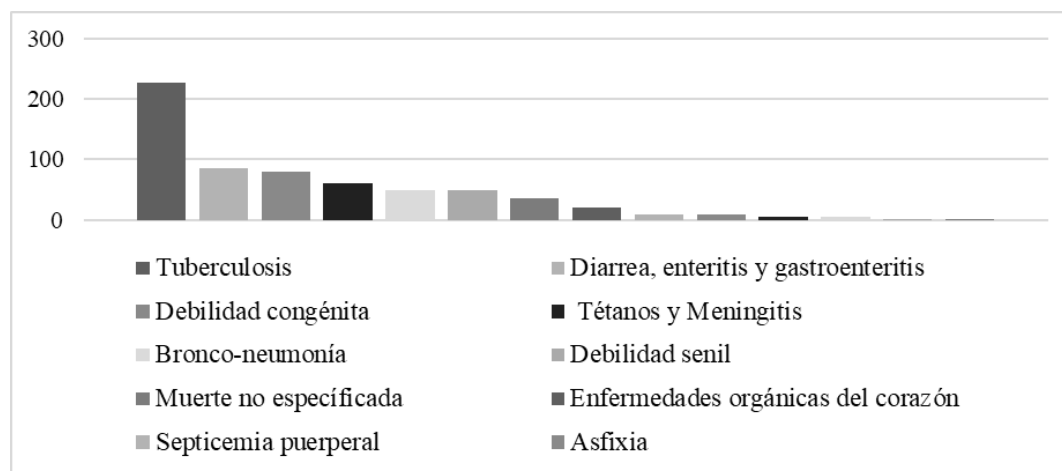 300
200
100
0
Tuberculosis
Diarrea, enteritis y gastroenteritis
Debilidad congénita
Tétanos y Meningitis
Bronco-neumonía
Debilidad senil
Muerte no específicada
Enfermedades orgánicas del corazón
Septicemia puerperal
Asfixia